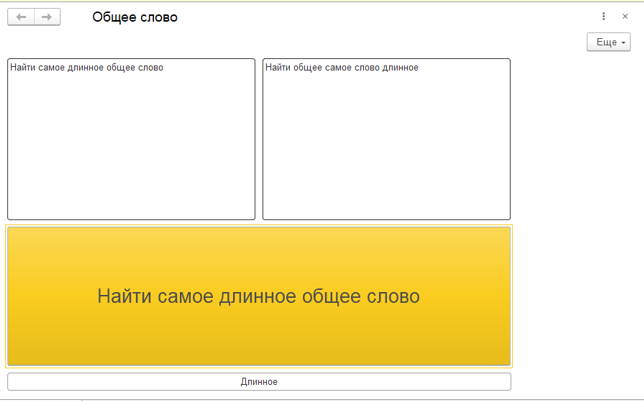 Общее слово
Еще
Найти самое длинное общее слово
Найти общее самое слово длинное
Найти самое длинное общее слово
Длинное